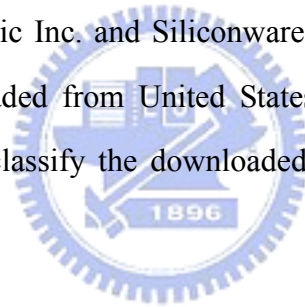 ic Inc. and Siliconware
ded from United States
lassify the downloaded
1896